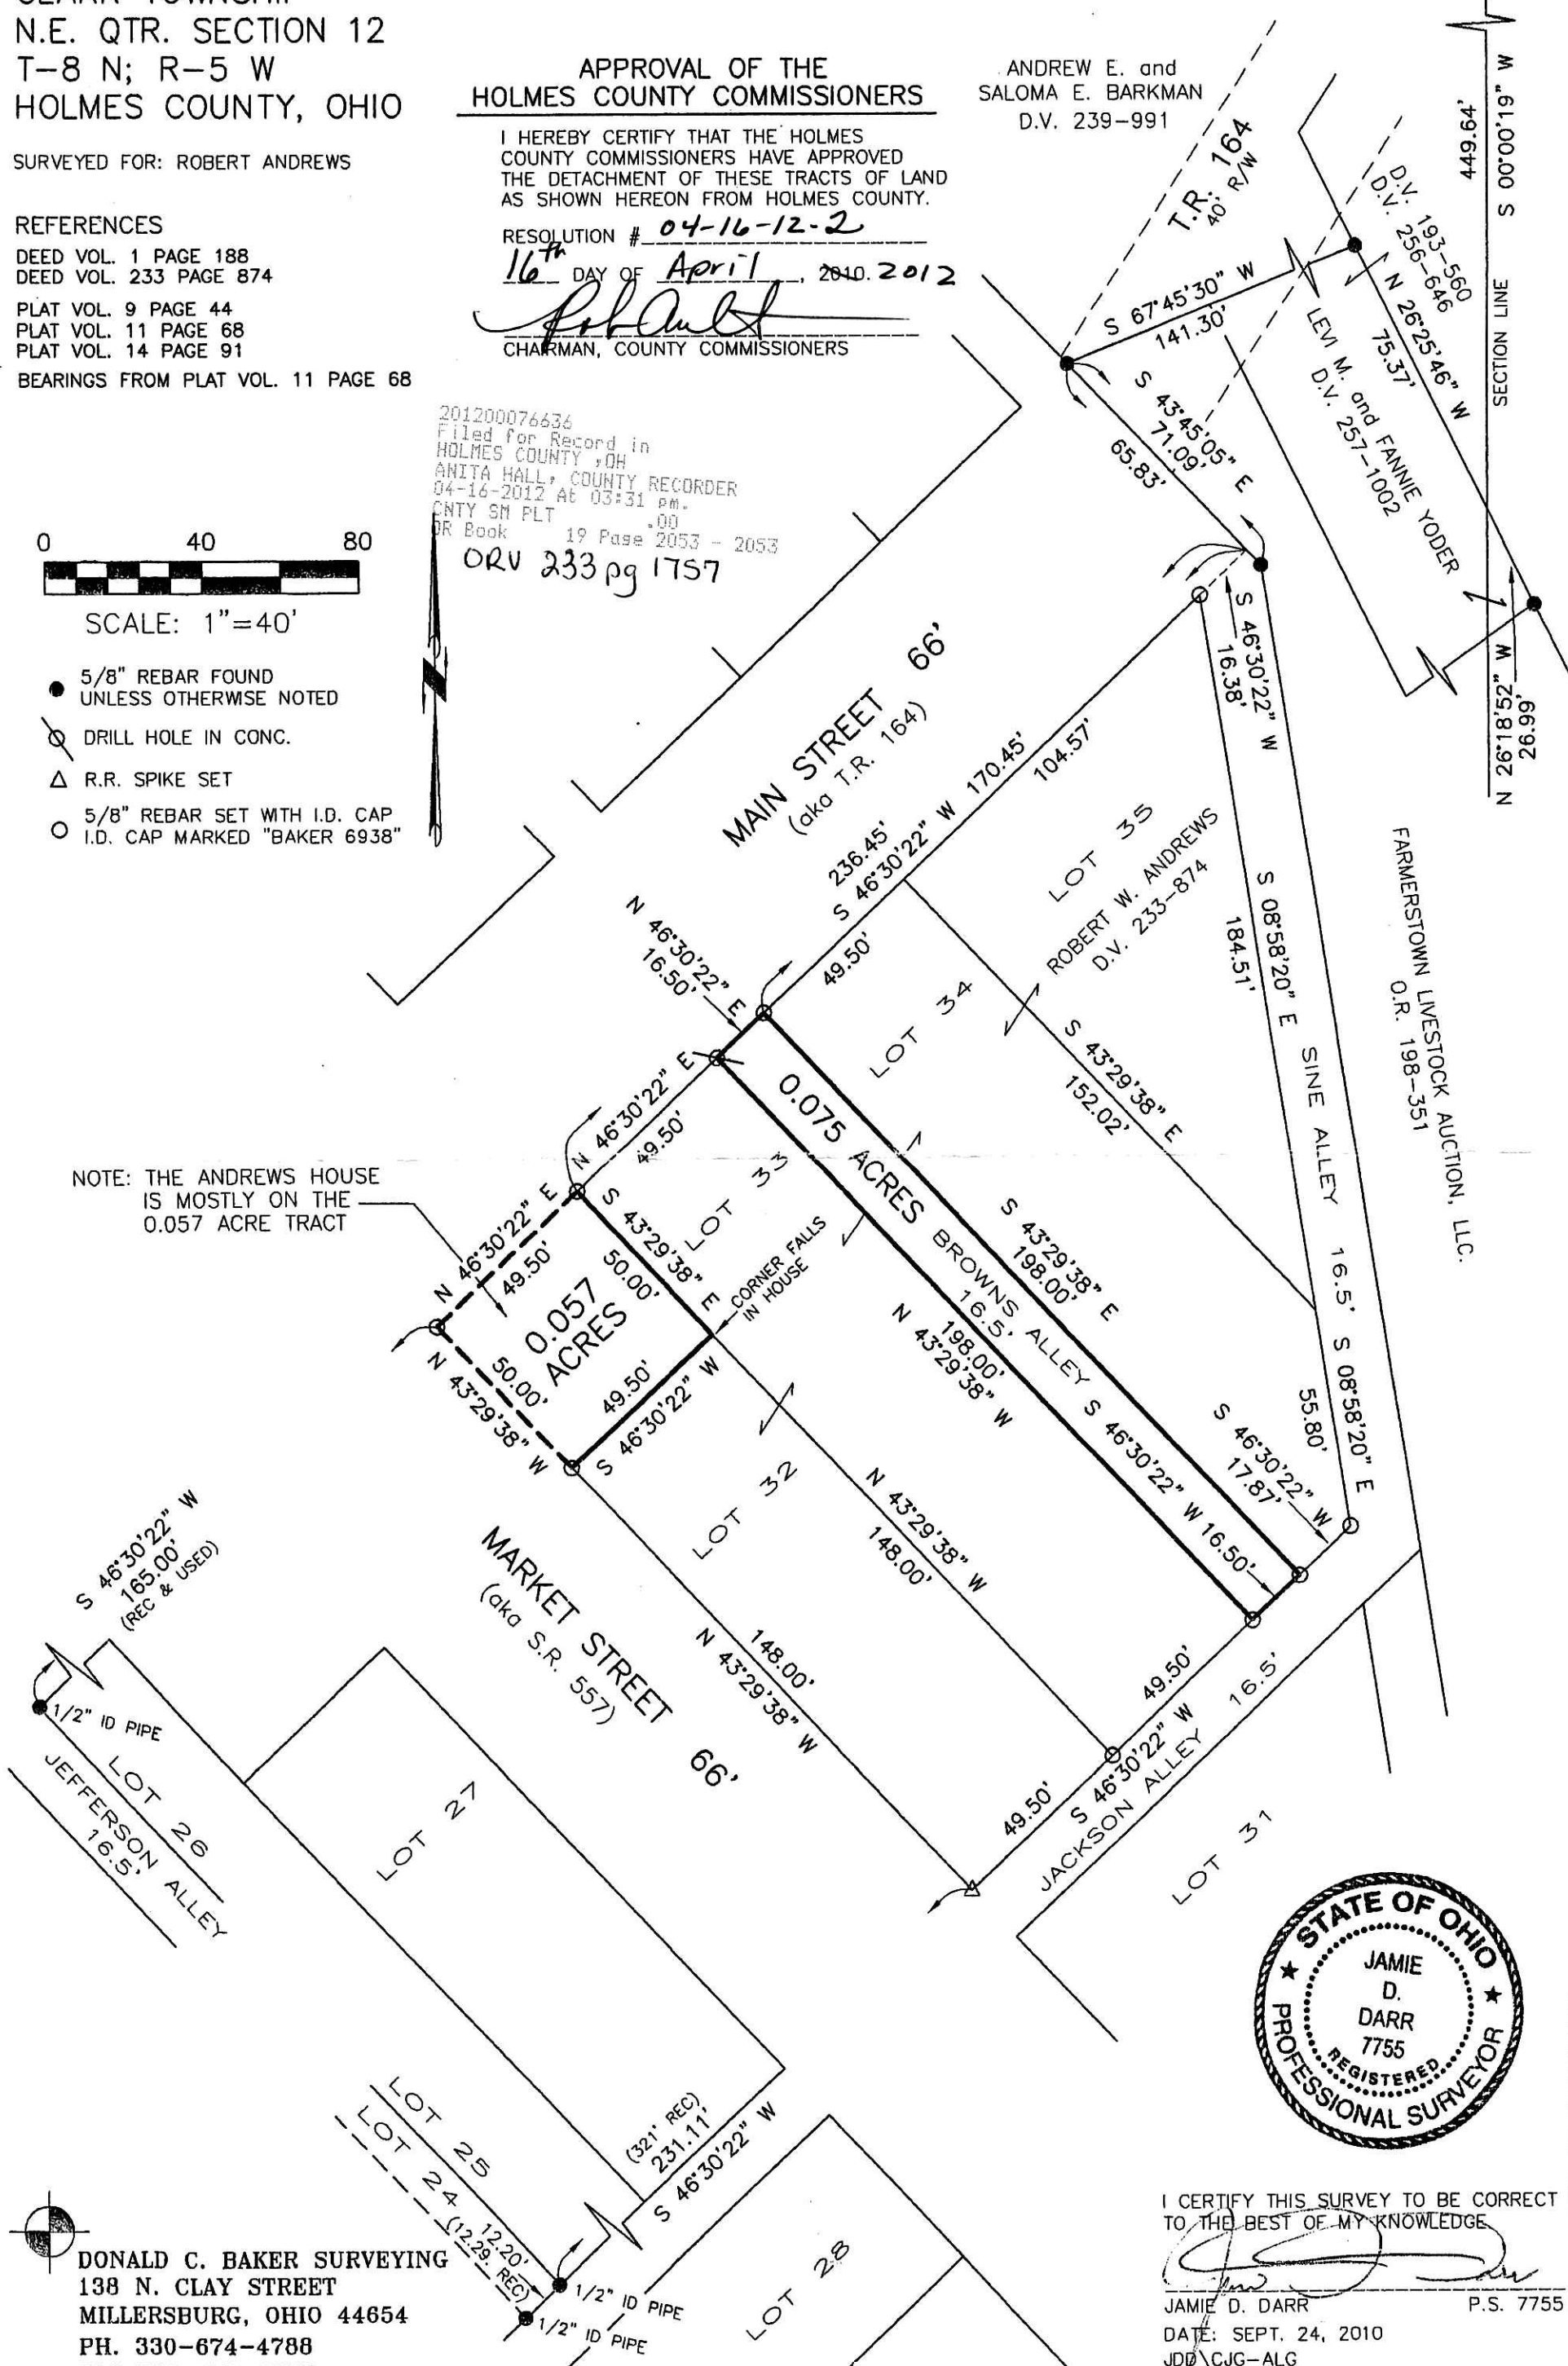 N.E. QTR. SECTION 12
T-8 N; R-5 W
HOLMES COUNTY, OHIO
SURVEYED FOR: ROBERT ANDREWS
REFERENCES
DEED VOL. 1 PAGE 188
DEED VOL. 233 PAGE 874
PLAT VOL. 9 PAGE 44
PLAT VOL. 11 PAGE 68
PLAT VOL. 14 PAGE 91
BEARINGS FROM PLAT VOL. 11 PAGE 68
APPROVAL OF THE
HOLMES COUNTY COMMISSIONERS
I HEREBY CERTIFY THAT THE HOLMES
COUNTY COMMISSIONERS HAVE APPROVED
THE DETACHMENT OF THESE TRACTS OF LAND
AS SHOWN HEREON FROM HOLMES COUNTY.
RESOLUTION # 04-16-12-2
16th DAY OF April, 2010. 2012
CHAIRMAN, COUNTY COMMISSIONERS
201200076636
Filed for Record in
HOLMES COUNTY ,OH
ANITA HALL, COUNTY RECORDER
04-16-2012 At 03:31 pm.
CNTY SM PLT .00
OR Book 19 Page 2053 - 2053
ORV 233 pg 1757
0 40 80
SCALE: 1"=40'
5/8" REBAR FOUND
UNLESS OTHERWISE NOTED
DRILL HOLE IN CONC.
R.R. SPIKE SET
5/8" REBAR SET WITH I.D. CAP
I.D. CAP MARKED "BAKER 6938"
ANDREW E. and
SALOMA E. BARKMAN
D.V. 239-991
T.R. 164
40' R/W
D.V. 193-560
D.V. 256-646
449.64'
S 00°00'19" W
SECTION LINE
S 67°45'30" W
141.30'
N 26°25'46" W
75.37'
LEVI M. and FANNIE YODER
D.V. 257-1002
S 43°45'05" E
71.09'
65.83'
N 26°18'52" W
26.99'
S 46°30'22" W
16.38'
MAIN STREET 66'
(aka T.R. 164)
236.45'
S 46°30'22" W 170.45'
104.57'
49.50'
LOT 35
ROBERT W. ANDREWS
D.V. 233-874
LOT 34
S 43°29'38" E
152.02'
S 08°58'20" E
184.51'
SINE ALLEY 16.5'
S 08°58'20" E
55.80'
FARMERSTOWN LIVESTOCK AUCTION, LLC.
O.R. 198-351
N 46°30'22" E
16.50'
N 46°30'22" E
49.50'
0.075 ACRES
BROWNS ALLEY
16.5'
S 43°29'38" E
198.00'
198.00'
N 43°29'38" W
S 46°30'22" W 16.50'
S 46°30'22" W
17.87'
LOT 33
CORNER FALLS
IN HOUSE
NOTE: THE ANDREWS HOUSE
IS MOSTLY ON THE
0.057 ACRE TRACT
N 46°30'22" E
49.50'
S 43°29'38" E
50.00'
0.057
ACRES
50.00'
N 43°29'38" W
49.50'
S 46°30'22" W
LOT 32
N 43°29'38" W
148.00'
148.00'
N 43°29'38" W
MARKET STREET 66'
(aka S.R. 557)
49.50'
49.50'
S 46°30'22" W
JACKSON ALLEY 16.5'
LOT 31
S 46°30'22" W
165.00'
(REC & USED)
1/2" ID PIPE
LOT 26
JEFFERSON ALLEY
16.5'
LOT 27
LOT 25
LOT 24
12.20'
(12.29' REC)
(321' REC)
231.11'
S 46°30'22" W
1/2" ID PIPE
1/2" ID PIPE
LOT 28
STATE OF OHIO
JAMIE
D.
DARR
7755
REGISTERED
PROFESSIONAL SURVEYOR
I CERTIFY THIS SURVEY TO BE CORRECT
TO THE BEST OF MY KNOWLEDGE
JAMIE D. DARR P.S. 7755
DATE: SEPT. 24, 2010
JDD\CJG-ALG
DONALD C. BAKER SURVEYING
138 N. CLAY STREET
MILLERSBURG, OHIO 44654
PH. 330-674-4788